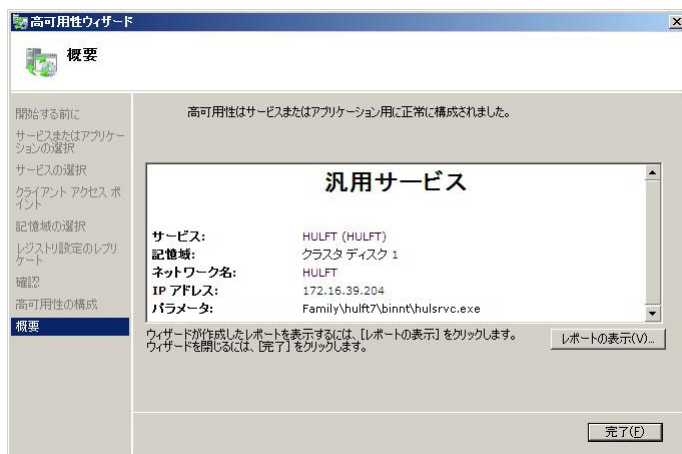 高可用性ウィザード
概要
開始する前に
サービスまたはアプリケー
ションの選択
サービスの選択
クライアント アクセス ポ
イント
記憶域の選択
レジストリ設定のレプリ
ケート
確認
高可用性の構成
概要
高可用性はサービスまたはアプリケーション用に正常に構成されました。
汎用サービス
サービス: HULFT (HULFT)
記憶域: クラスタ ディスク 1
ネットワーク名: HULFT
IP アドレス: 172.16.39.204
パラメータ: Family\hulft7\binnt\hulsrvc.exe
ウィザードが作成したレポートを表示するには、[レポートの表示] をクリックします。
ウィザードを閉じるには、[完了] をクリックします。
レポートの表示(V)...
完了(F)